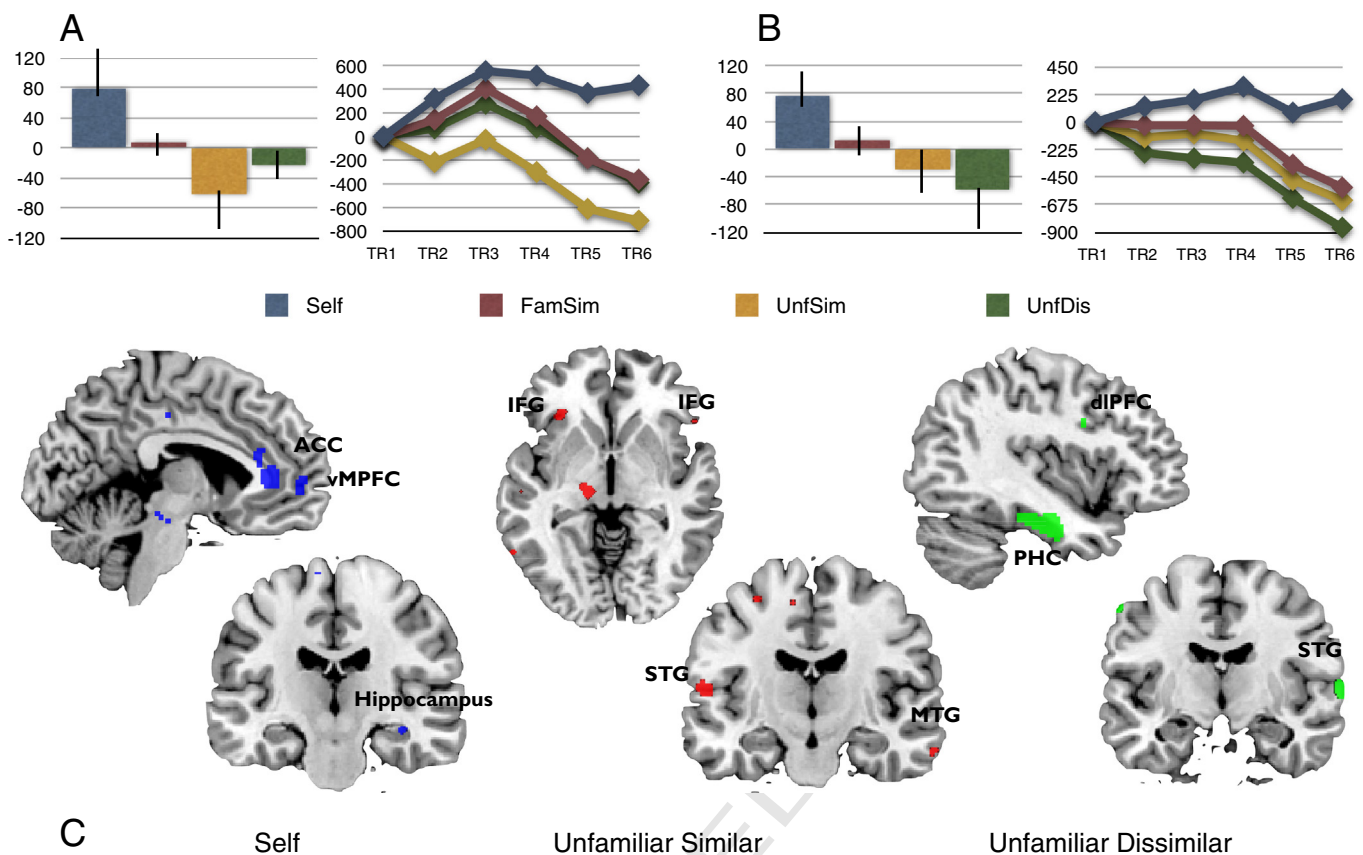 A
120
80
40
0
-40
-80
-120
600
400
200
0
-200
-400
-600
-800
TR1 TR2 TR3 TR4 TR5 TR6
B
120
80
40
0
-40
-80
-120
450
225
0
-225
-450
-675
-900
TR1 TR2 TR3 TR4 TR5 TR6
Self FamSim UnfSim UnfDis
ACC
vMPFC
Hippocampus
IFG IFG
STG
MTG
dlPFC
PHC
STG
C Self Unfamiliar Similar Unfamiliar Dissimilar